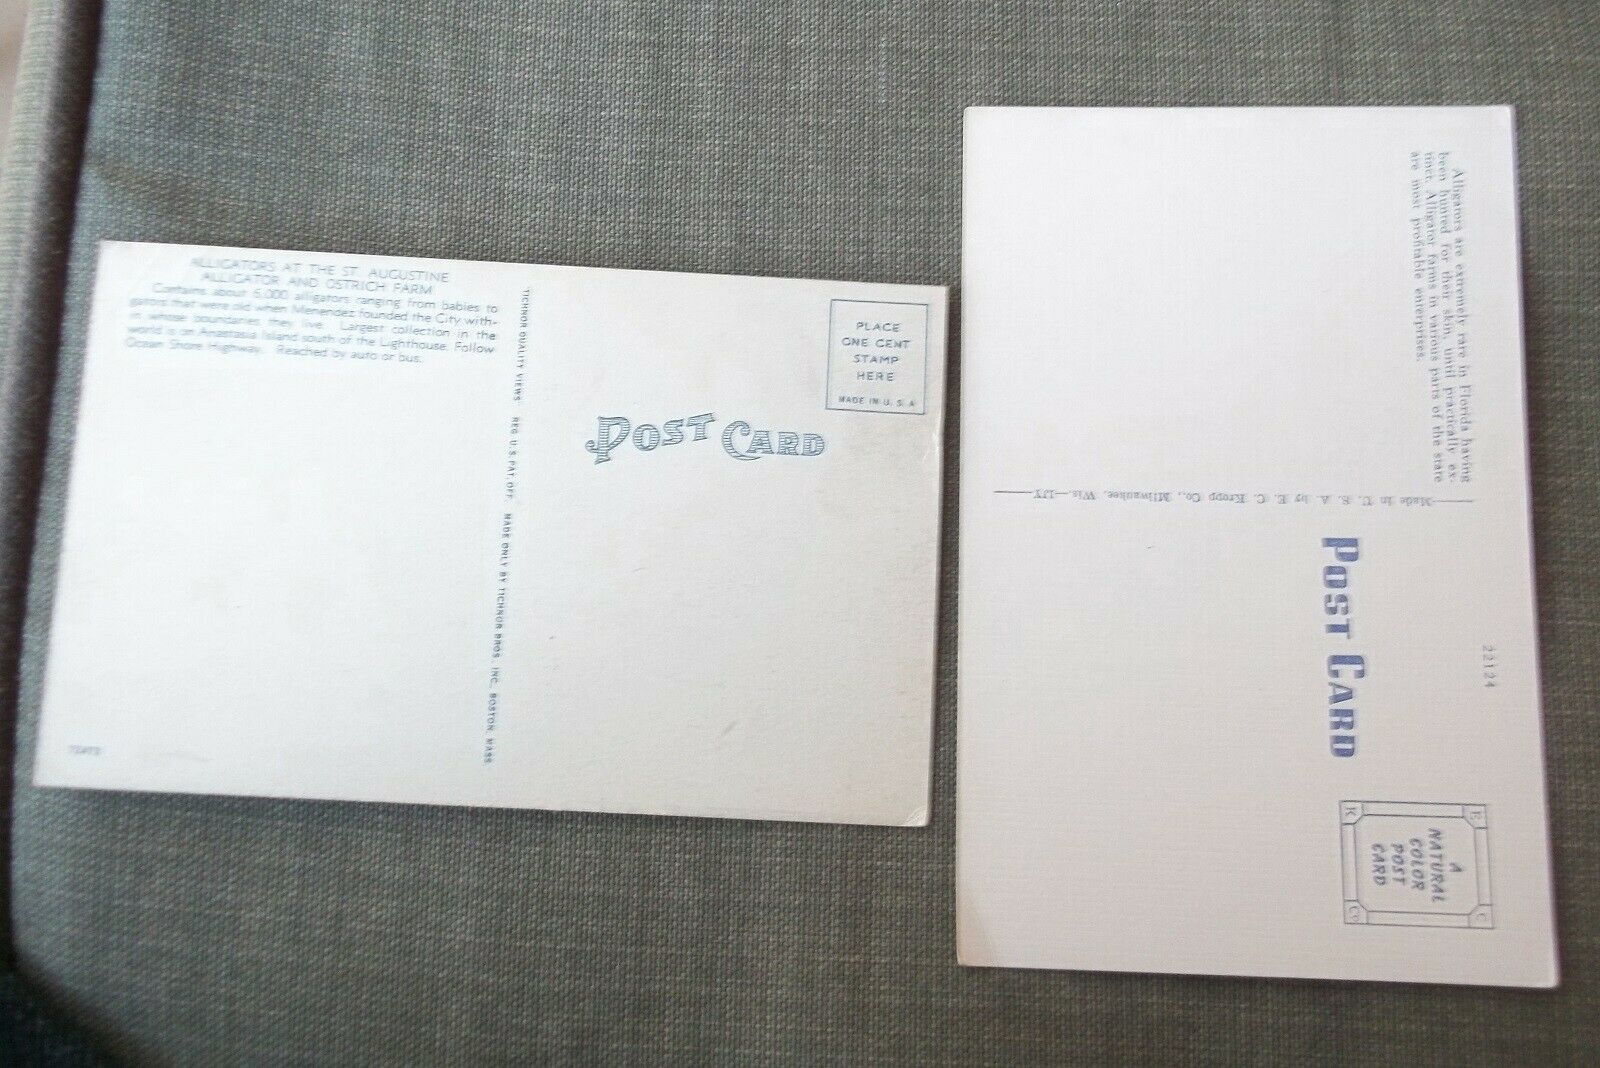 ALLIGATORS AT THE ST. AUGUSTINE
ALLIGATOR AND OSTRICH FARM
Contains about 6,000 alligators ranging from babies to
gators that were old when Menendez founded the City with-
in whose boundaries they live. Largest collection in the
world is on Anastasia Island south of the Lighthouse. Follow
Ocean Shore Highway. Reached by auto or bus.
"TICHNOR QUALITY VIEWS" REG. U. S. PAT. OFF. MADE ONLY BY TICHNOR BROS., INC., BOSTON, MASS.
PLACE
ONE CENT
STAMP
HERE
MADE IN U. S. A
POST CARD
Alligators are extremely rare in Florida having
been hunted for their skin, until practically ex-
tinct. Alligator farms in various parts of the state
are most profitable enterprises.
Made in U. S. A. by E. C. Kropp Co., Milwaukee, Wis.
POST CARD
22124
E C
K Co
A
NATURAL
COLOR
POST
CARD